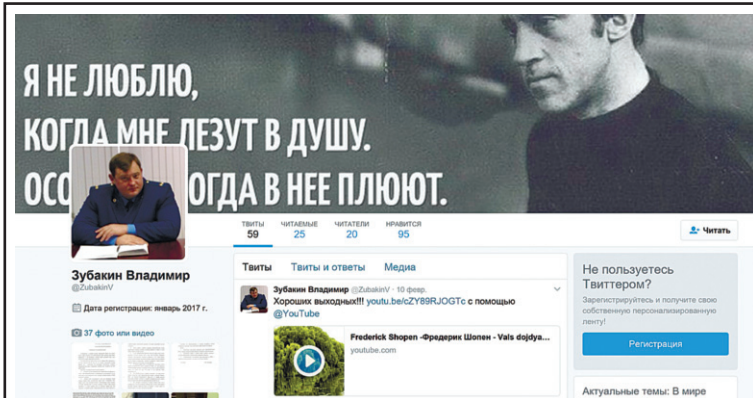 Я НЕ ЛЮБЛЮ,
КОГДА МНЕ ЛЕЗУТ В ДУШУ.
ОСО ОГДА В НЕЕ ПЛЮЮТ.
ТВИТЫ ЧИТАЕМЫЕ ЧИТАТЕЛИ НРАВИТСЯ
59 25 20 95
Читать
Зубакин Владимир
@ZubakinV
Дата регистрации: январь 2017 г.
37 фото или видео
Твиты Твиты и ответы Медиа
Зубакин Владимир @ZubakinV · 10 февр.
Хороших выходных!!! youtu.be/cZY89RJOGTc с помощью
@YouTube
Frederick Shopen -Фредерик Шопен - Vals dojdya...
youtube.com
Не пользуетесь
Твиттером?
Зарегистрируйтесь и получите свою
собственную персонализированную
ленту!
Регистрация
Актуальные темы: В мире